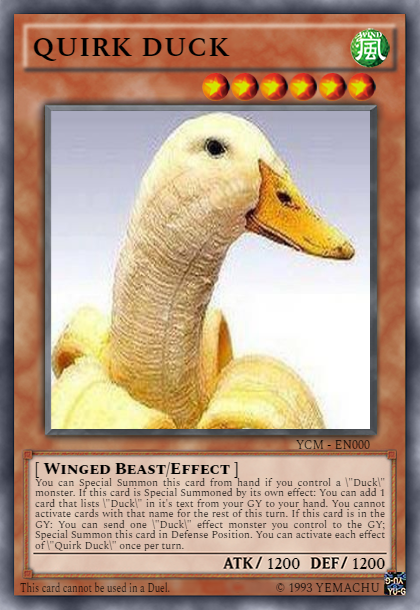 QUIRK DUCK
WIND
風
YCM - EN000
[ WINGED BEAST/EFFECT ]
You can Special Summon this card from hand if you control a \"Duck\"
monster. If this card is Special Summoned by its own effect: You can add 1
card that lists \"Duck\" in it's text from your GY to your hand. You cannot
activate cards with that name for the rest of this turn. If this card is in the
GY: You can send one \"Duck\" effect monster you control to the GY;
Special Summon this card in Defense Position. You can activate each effect
of \"Quirk Duck\" once per turn.
ATK / 1200 DEF / 1200
This card cannot be used in a Duel.
© 1993 YEMACHU